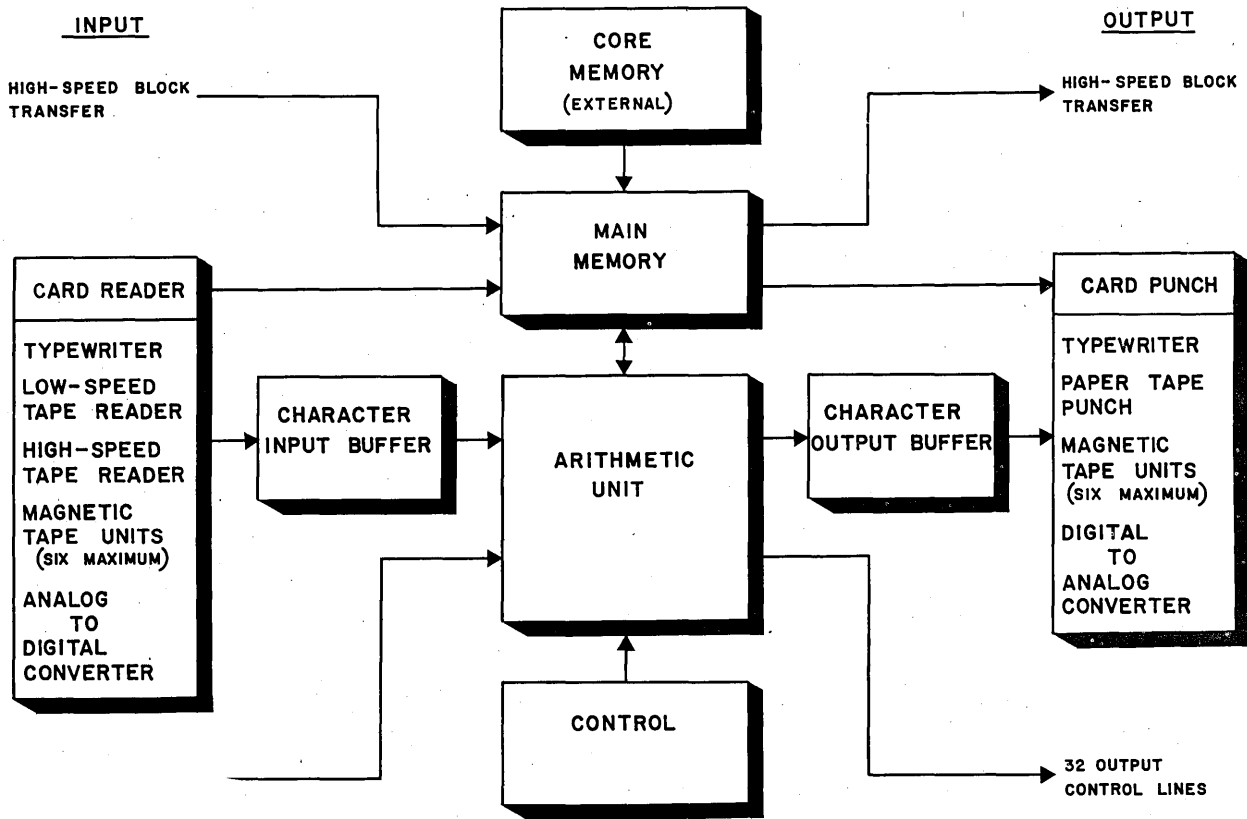 INPUT
HIGH-SPEED BLOCK
TRANSFER
CARD READER
TYPEWRITER
LOW-SPEED
TAPE READER
HIGH-SPEED
TAPE READER
MAGNETIC
TAPE UNITS
(SIX MAXIMUM)
ANALOG
TO
DIGITAL
CONVERTER
CHARACTER
INPUT BUFFER
CORE
MEMORY
(EXTERNAL)
MAIN
MEMORY
ARITHMETIC
UNIT
CONTROL
CHARACTER
OUTPUT BUFFER
OUTPUT
HIGH-SPEED BLOCK
TRANSFER
CARD PUNCH
TYPEWRITER
PAPER TAPE
PUNCH
MAGNETIC
TAPE UNITS
(SIX MAXIMUM)
DIGITAL
TO
ANALOG
CONVERTER
32 OUTPUT
CONTROL LINES